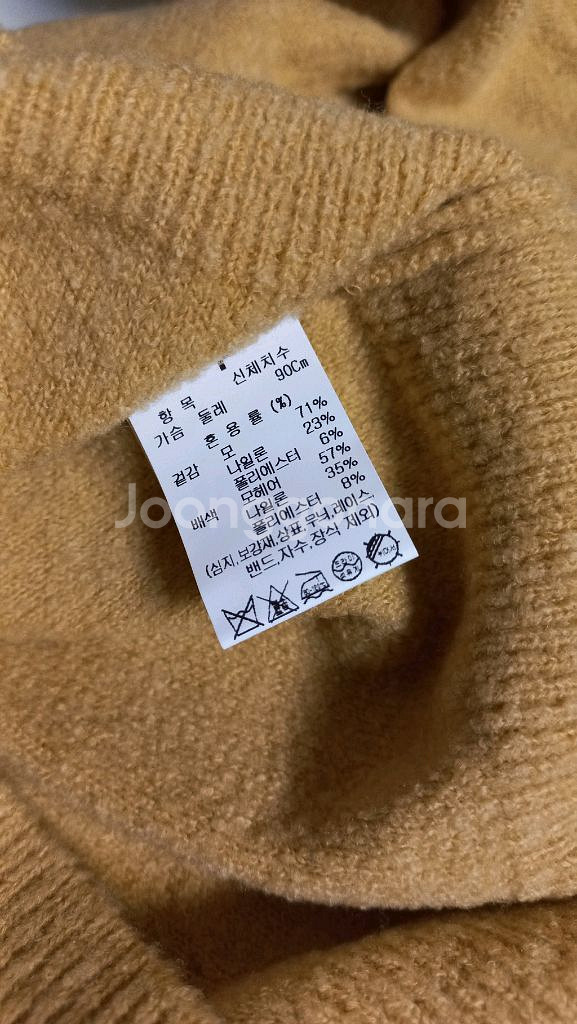 항 목 신체치수
가슴 둘레 90Cm
혼 용 률 (%)
겉감 모 71%
나일론 23%
폴리에스터 6%
배색 모헤어 57%
나일론 35%
폴리에스터 8%
(심지,보강재,상표,무늬,레이스
밴드,자수,장식 제외)
Joonggonara